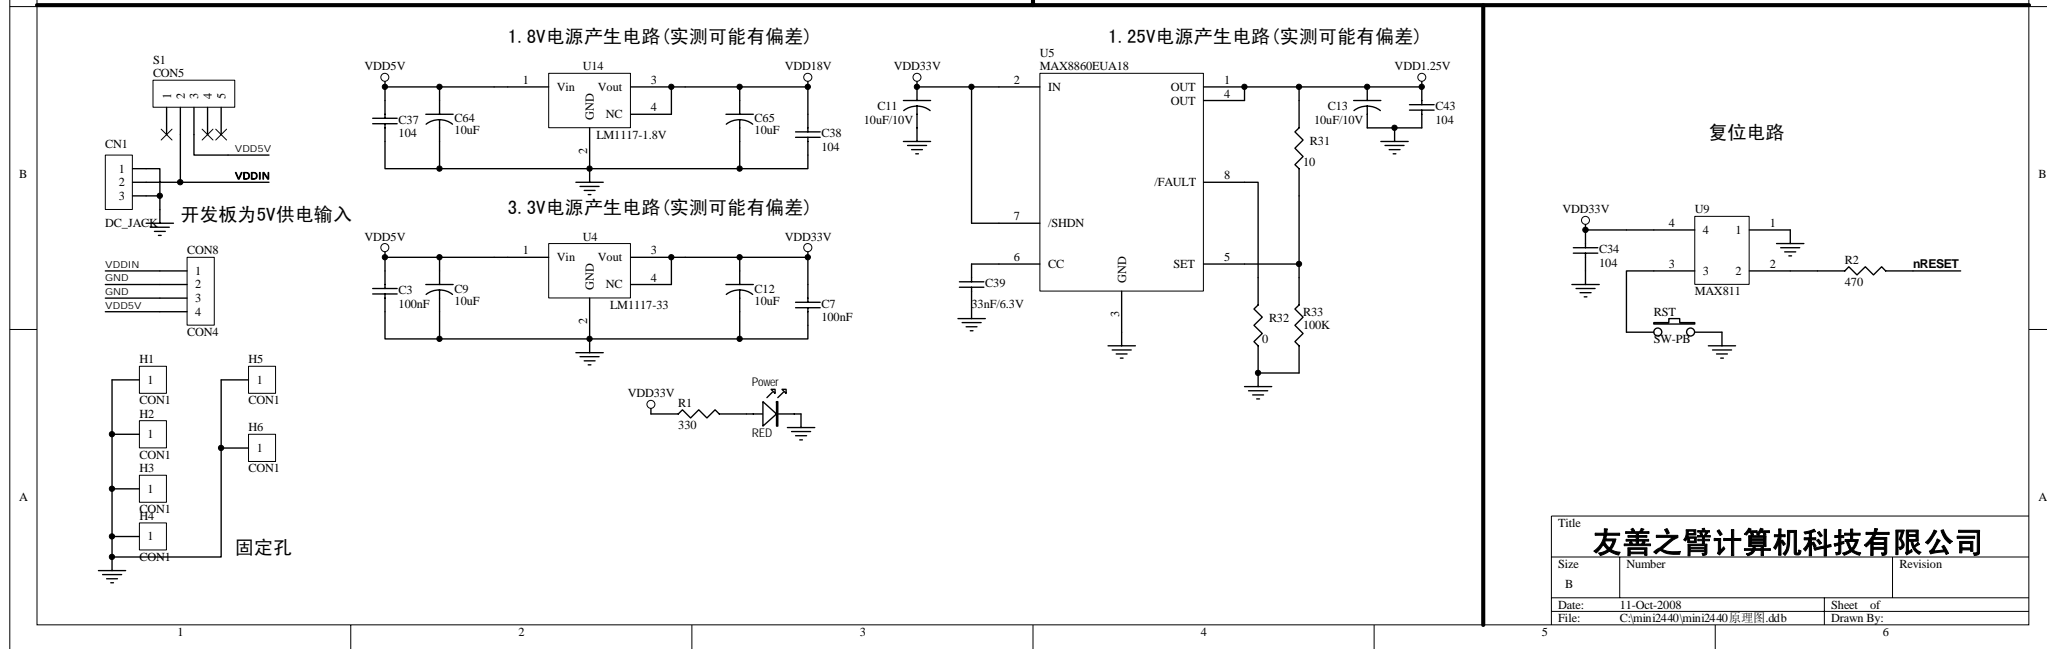 1.8V电源产生电路(实测可能有偏差)
1.25V电源产生电路(实测可能有偏差)
S1
CON5
1 2 3 4 5
VDD5V
CN1
1
2
3
VDDIN
DC_JACK
开发板为5V供电输入
CON8
VDDIN 1
GND 2
GND 3
VDD5V 4
CON4
H1
1
CON1
H2
1
CON1
H3
1
CON1
H4
1
CON1
H5
1
CON1
H6
1
CON1
固定孔
VDD5V
U14
VDD18V
1 Vin Vout 3
GND NC 4
2
LM1117-1.8V
C37
104
C64
10uF
C65
10uF
C38
104
3.3V电源产生电路(实测可能有偏差)
VDD5V
U4
VDD33V
1 Vin Vout 3
GND NC 4
2
LM1117-33
C3
100nF
C9
10uF
C12
10uF
C7
100nF
VDD33V
R1
330
Power
RED
U5
MAX8860EUA18
VDD33V
2 IN
OUT 1
OUT 4
/FAULT 8
7 /SHDN
6 CC
SET 5
GND
3
C11
10uF/10V
C39
33nF/6.3V
VDD1.25V
C13
10uF/10V
C43
104
R31
10
R32
0
R33
100K
复位电路
VDD33V
U9
4 4 1 1
3 3 2 2
MAX811
C34
104
R2
470
nRESET
RST
SW-PB
B
A
B
A
Title
友善之臂计算机科技有限公司
Size Number Revision
B
Date: 11-Oct-2008 Sheet of
File: C:\mini2440\mini2440原理图.ddb Drawn By:
1 2 3 4 5 6